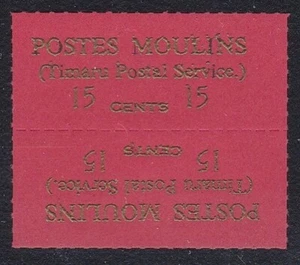 POSTES MOULINS
(Timaru Postal Service.)
15 CENTS 15
15 CENTS 15
(Timaru Postal Service.)
POSTES MOULINS